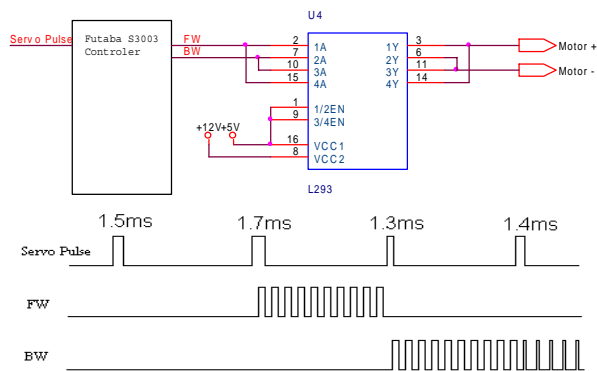 U4
Servo Pulse
Futaba S3003
Controler
FW
BW
2 1A 1Y 3
7 2A 2Y 6
10 3A 3Y 11
15 4A 4Y 14
Motor +
Motor -
1 1/2EN
9 3/4EN
+12V +5V
16 VCC1
8 VCC2
L293
1.5ms 1.7ms 1.3ms 1.4ms
Servo Pulse
FW
BW